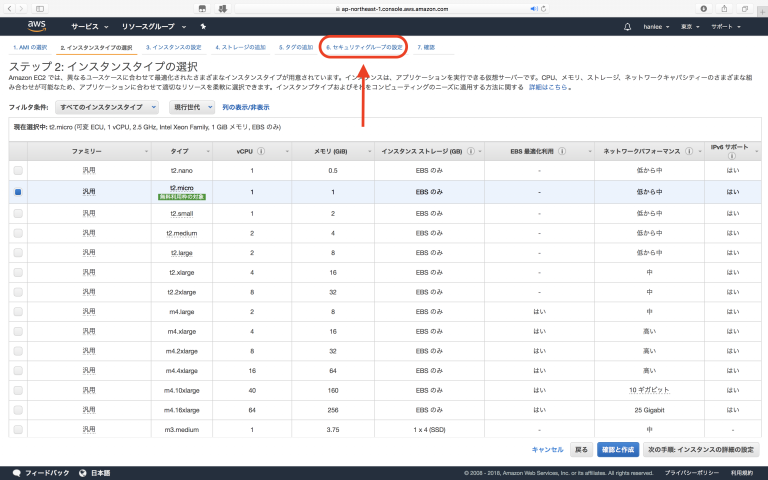 ap-northeast-1.console.aws.amazon.com
aws サービス リソースグループ hanlee 東京 サポート
1. AMI の選択 2. インスタンスタイプの選択 3. インスタンスの設定 4. ストレージの追加 5. タグの追加 6. セキュリティグループの設定 7. 確認
ステップ 2: インスタンスタイプの選択
Amazon EC2 では、異なるユースケースに合わせて最適化されたさまざまなインスタンスタイプが用意されています。インスタンスは、アプリケーションを実行できる仮想サーバーです。CPU、メモリ、ストレージ、ネットワークキャパシティーのさまざまな組
み合わせが可能なため、アプリケーションに合わせて適切なリソースを柔軟に選択できます。インスタンスタイプおよびそれをコンピューティングのニーズに適用する方法に関する 詳細はこちら。
フィルタ条件: すべてのインスタンスタイプ 現行世代 列の表示/非表示
現在選択中: t2.micro (可変 ECU, 1 vCPU, 2.5 GHz, Intel Xeon Family, 1 GiB メモリ, EBS のみ)
ファミリー タイプ vCPU メモリ (GiB) インスタンス ストレージ (GB) EBS 最適化利用 ネットワークパフォーマンス IPv6 サポート
汎用 t2.nano 1 0.5 EBS のみ - 低から中 はい
汎用 t2.micro 1 1 EBS のみ - 低から中 はい
無料利用枠の対象
汎用 t2.small 1 2 EBS のみ - 低から中 はい
汎用 t2.medium 2 4 EBS のみ - 低から中 はい
汎用 t2.large 2 8 EBS のみ - 低から中 はい
汎用 t2.xlarge 4 16 EBS のみ - 中 はい
汎用 t2.2xlarge 8 32 EBS のみ - 中 はい
汎用 m4.large 2 8 EBS のみ はい 中 はい
汎用 m4.xlarge 4 16 EBS のみ はい 高い はい
汎用 m4.2xlarge 8 32 EBS のみ はい 高い はい
汎用 m4.4xlarge 16 64 EBS のみ はい 高い はい
汎用 m4.10xlarge 40 160 EBS のみ はい 10 ギガビット はい
汎用 m4.16xlarge 64 256 EBS のみ はい 25 Gigabit はい
汎用 m3.medium 1 3.75 1 x 4 (SSD) - 中 -
キャンセル 戻る 確認と作成 次の手順: インスタンスの詳細の設定
フィードバック 日本語 © 2008 - 2018, Amazon Web Services, Inc. or its affiliates. All rights reserved. プライバシーポリシー 利用規約